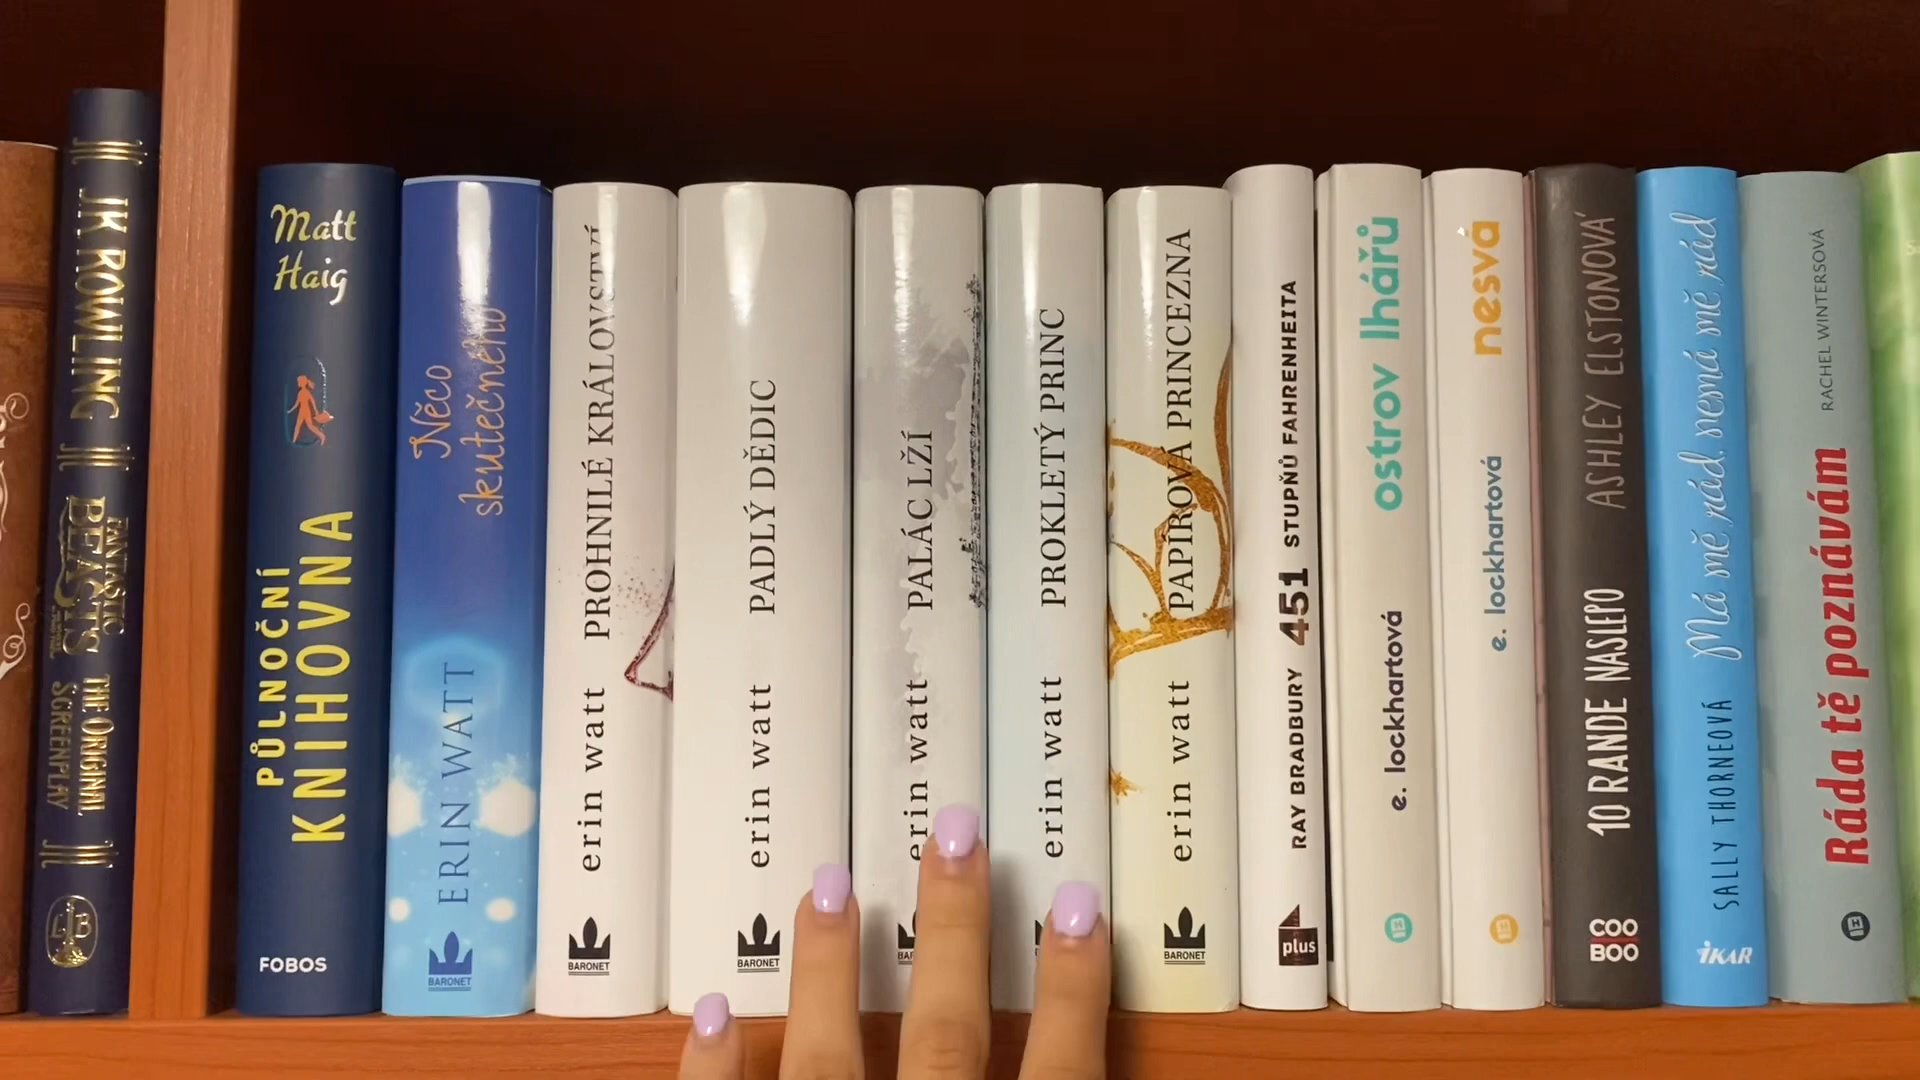 JK ROWLING
FANTASTIC
BEASTS
THE ORIGINAL
SCREENPLAY
Matt
Haig
PŮLNOČNÍ
KNIHOVNA
FOBOS
Něco
skutečného
ERIN WATT
BARONET
erin watt PROHNILÉ KRÁLOVSTVÍ
BARONET
erin watt PADLÝ DĚDIC
BARONET
erin watt PALÁC LŽÍ
erin watt PROKLETÝ PRINC
erin watt PAPÍROVÁ PRINCEZNA
BARONET
RAY BRADBURY 451 STUPŇŮ FAHRENHEITA
plus
e. lockhartová ostrov lhářů
e. lockhartová nesvá
10 RANDE NASLEPO ASHLEY ELSTONOVÁ
COO
BOO
SALLY THORNEOVÁ Má mě rád, nemá mě rád
IKAR
Ráda tě poznávám RACHEL WINTERSOVÁ